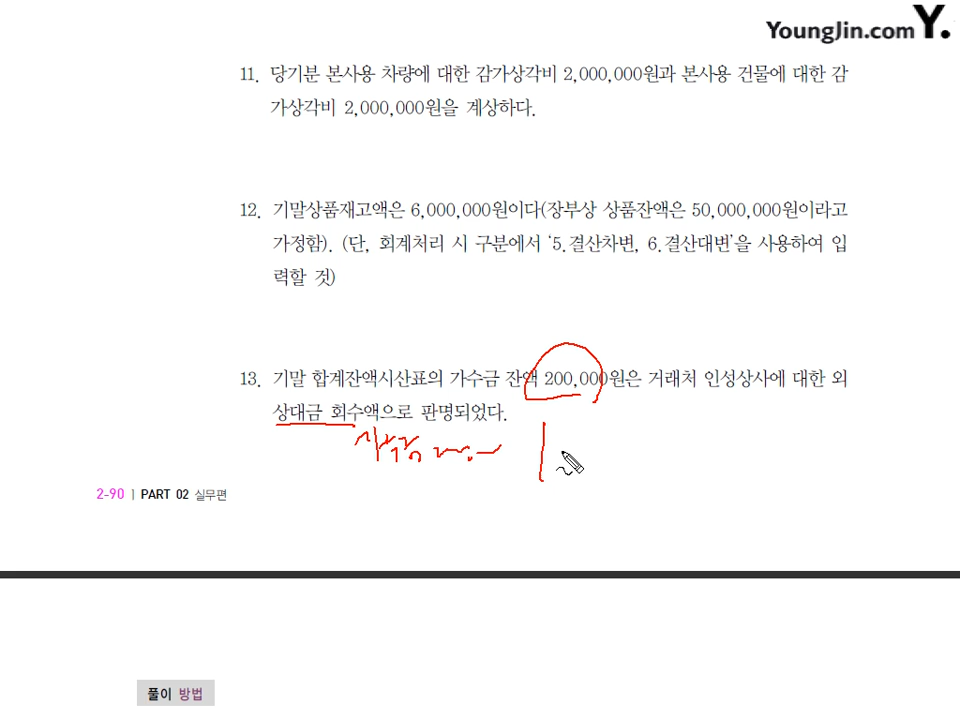 YoungJin.com Y.
11. 당기분 본사용 차량에 대한 감가상각비 2,000,000원과 본사용 건물에 대한 감
가상각비 2,000,000원을 계상하다.
12. 기말상품재고액은 6,000,000원이다(장부상 상품잔액은 50,000,000원이라고
가정함). (단, 회계처리 시 구분에서 ‘5.결산차변, 6.결산대변’을 사용하여 입
력할 것)
13. 기말 합계잔액시산표의 가수금 잔액 200,000원은 거래처 인성상사에 대한 외
상대금 회수액으로 판명되었다.
2-90 | PART 02 실무편
풀이 방법